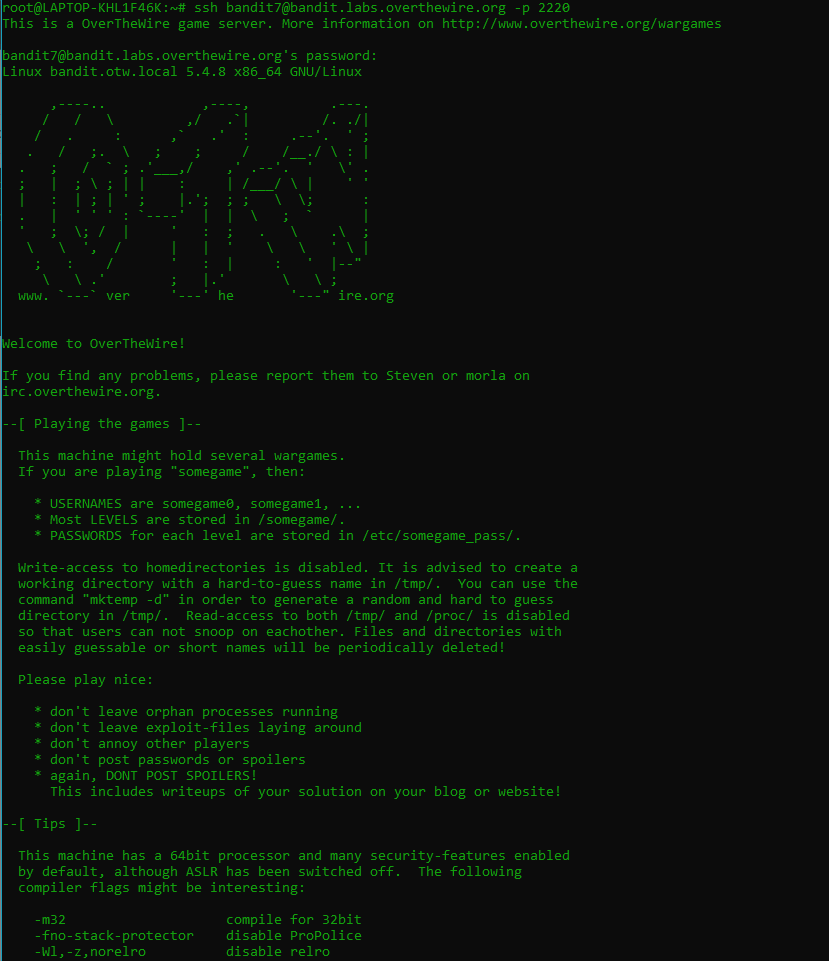 root@LAPTOP-KHL1F46K:~# ssh bandit7@bandit.labs.overthewire.org -p 2220
This is a OverTheWire game server. More information on http://www.overthewire.org/wargames

bandit7@bandit.labs.overthewire.org's password:
Linux bandit.otw.local 5.4.8 x86_64 GNU/Linux

      ,----..            ,----,          .---.
     /   /   \         ,/   .`|         /. ./|
    /   .     :      ,`   .'  :     .--'.  ' ;
   .   /   ;.  \   ;    ;     /    /__./ \ : |
  .   ;   /  ` ; .'___,/    ,' .--'.  '   \' .
  ;   |  ; \ ; | |    :     | /___/ \ |    ' '
  |   :  | ; | ' ;    |.';  ; ;   \  \;      :
  .   |  ' ' ' : `----'  |  |  \   ;  `      |
  '   ;  \; /  |     '   :  ;   .   \    .\  ;
   \   \  ',  /      |   |  '    \   \   ' \ |
    ;   :    /       '   :  |     :   '  |--"
     \   \ .'        ;   |.'       \   \ ;
  www. `---` ver     '---' he       '---" ire.org

Welcome to OverTheWire!

If you find any problems, please report them to Steven or morla on
irc.overthewire.org.

--[ Playing the games ]--

  This machine might hold several wargames.
  If you are playing "somegame", then:

    * USERNAMES are somegame0, somegame1, ...
    * Most LEVELS are stored in /somegame/.
    * PASSWORDS for each level are stored in /etc/somegame_pass/.

  Write-access to homedirectories is disabled. It is advised to create a
  working directory with a hard-to-guess name in /tmp/.  You can use the
  command "mktemp -d" in order to generate a random and hard to guess
  directory in /tmp/.  Read-access to both /tmp/ and /proc/ is disabled
  so that users can not snoop on eachother. Files and directories with
  easily guessable or short names will be periodically deleted!

  Please play nice:

    * don't leave orphan processes running
    * don't leave exploit-files laying around
    * don't annoy other players
    * don't post passwords or spoilers
    * again, DONT POST SPOILERS!
      This includes writeups of your solution on your blog or website!

--[ Tips ]--

  This machine has a 64bit processor and many security-features enabled
  by default, although ASLR has been switched off.  The following
  compiler flags might be interesting:

    -m32                    compile for 32bit
    -fno-stack-protector    disable ProPolice
    -Wl,-z,norelro          disable relro